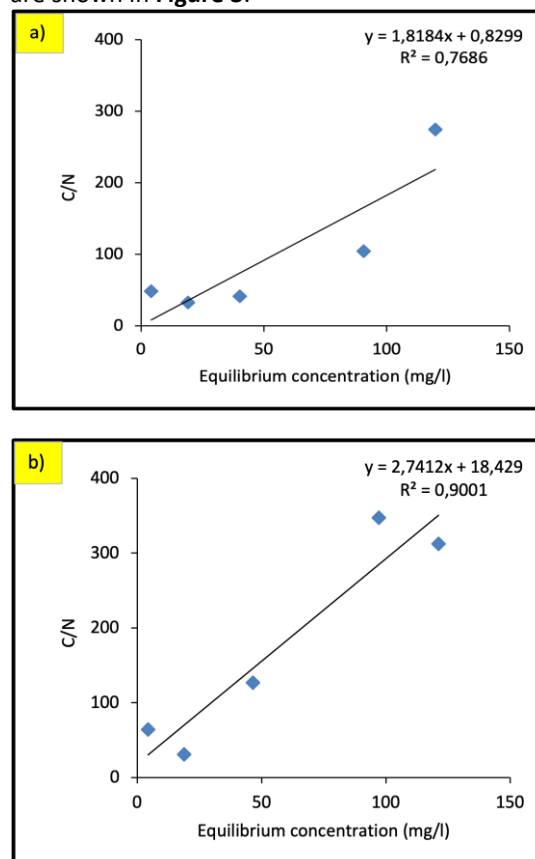 are shown in Figure 3.
a)
y = 1,8184x + 0,8299
R² = 0,7686
400
300
200
100
0
C/N
0 50 100 150
Equilibrium concentration (mg/l)
b)
y = 2,7412x + 18,429
R² = 0,9001
400
300
200
100
0
C/N
0 50 100 150
Equilibrium concentration (mg/l)